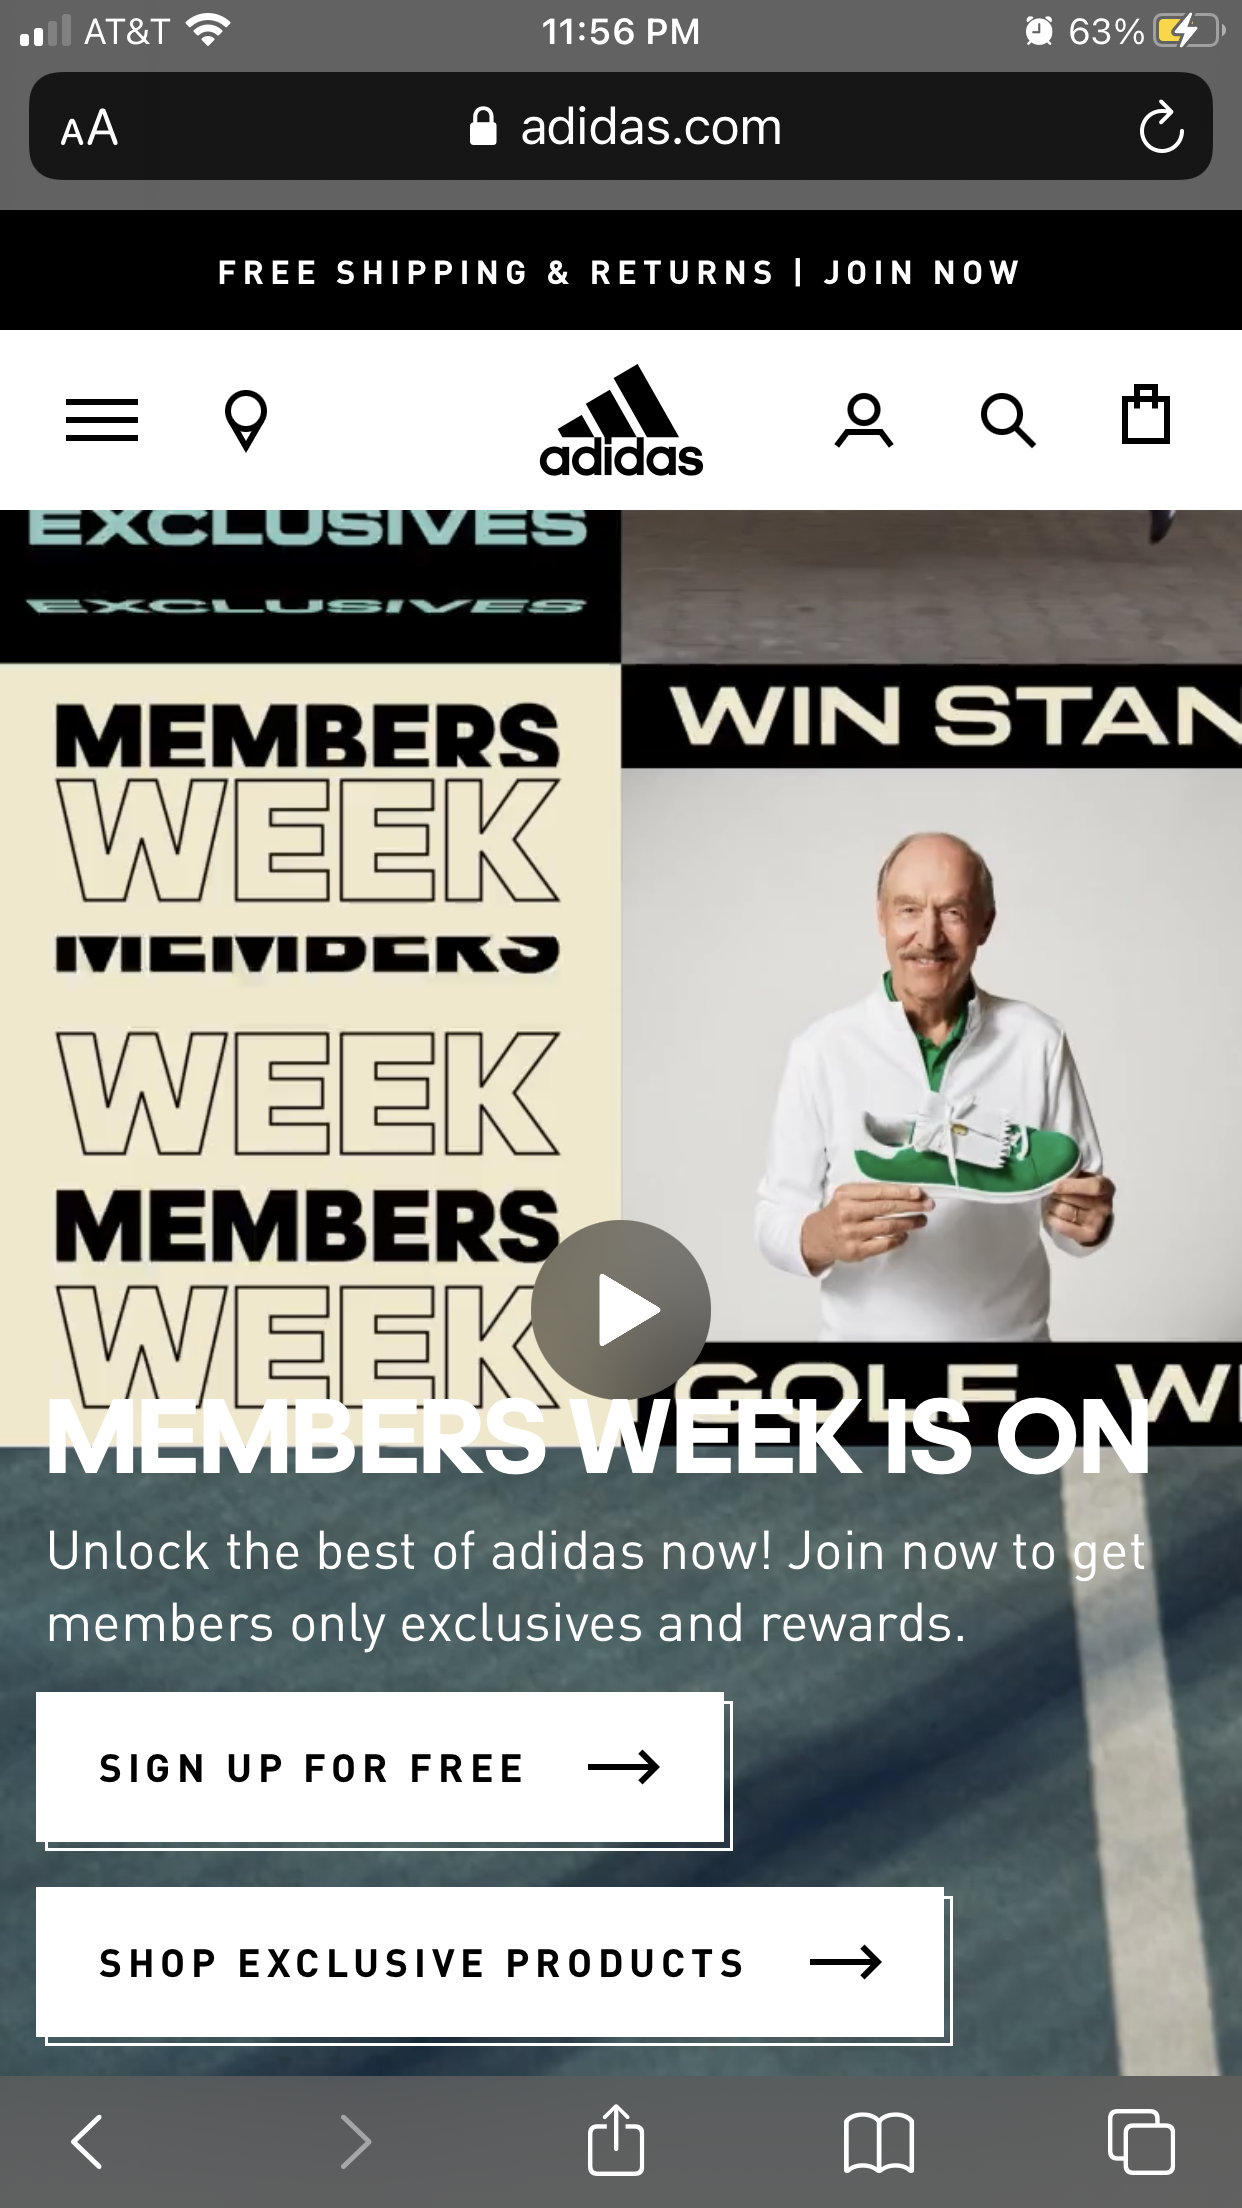 AT&T 11:56 PM 63%
AA adidas.com
FREE SHIPPING & RETURNS | JOIN NOW
adidas
EXCLUSIVES
EXCLUSIVES
MEMBERS
WEEK
MEMBERS
WEEK
MEMBERS
WEEK
WIN STAN
GOLF WI
MEMBERS WEEK IS ON
Unlock the best of adidas now! Join now to get
members only exclusives and rewards.
SIGN UP FOR FREE
SHOP EXCLUSIVE PRODUCTS